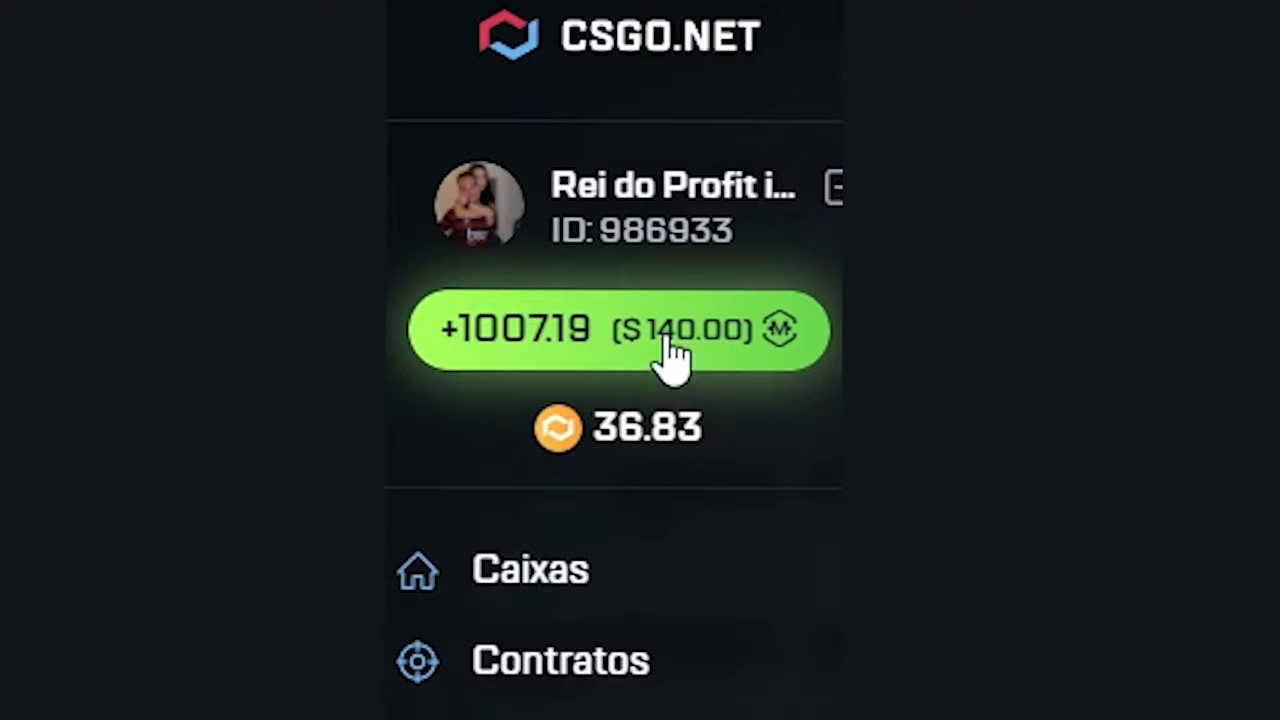 CSGO.NET
Rei do Profit i...
ID: 986933
+1007.19 ($140.00) M
36.83
Caixas
Contratos